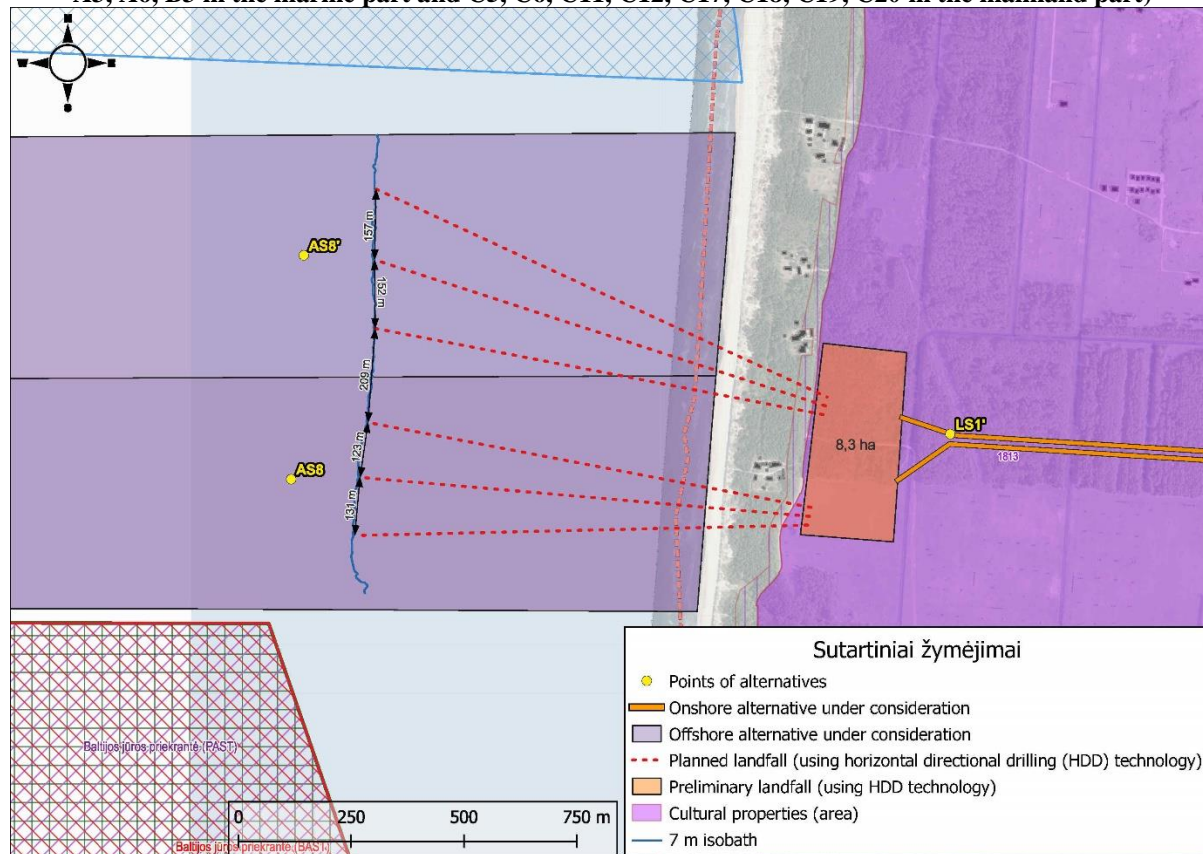 A5, A6, B5 in the marine part and C5, C6, C11, C12, C17, C18, C19, C20 in the mainland part)
157 m
AS8'
152 m
209 m
123 m
AS8
131 m
8,3 ha
LS1'
1813
Baltijos jūros priekrantė (PAST)
Baltijos jūros priekrantė (BAST)
0 250 500 750 m
Sutartiniai žymėjimai
Points of alternatives
Onshore alternative under consideration
Offshore alternative under consideration
Planned landfall (using horizontal directional drilling (HDD) technology)
Preliminary landfall (using HDD technology)
Cultural properties (area)
7 m isobath